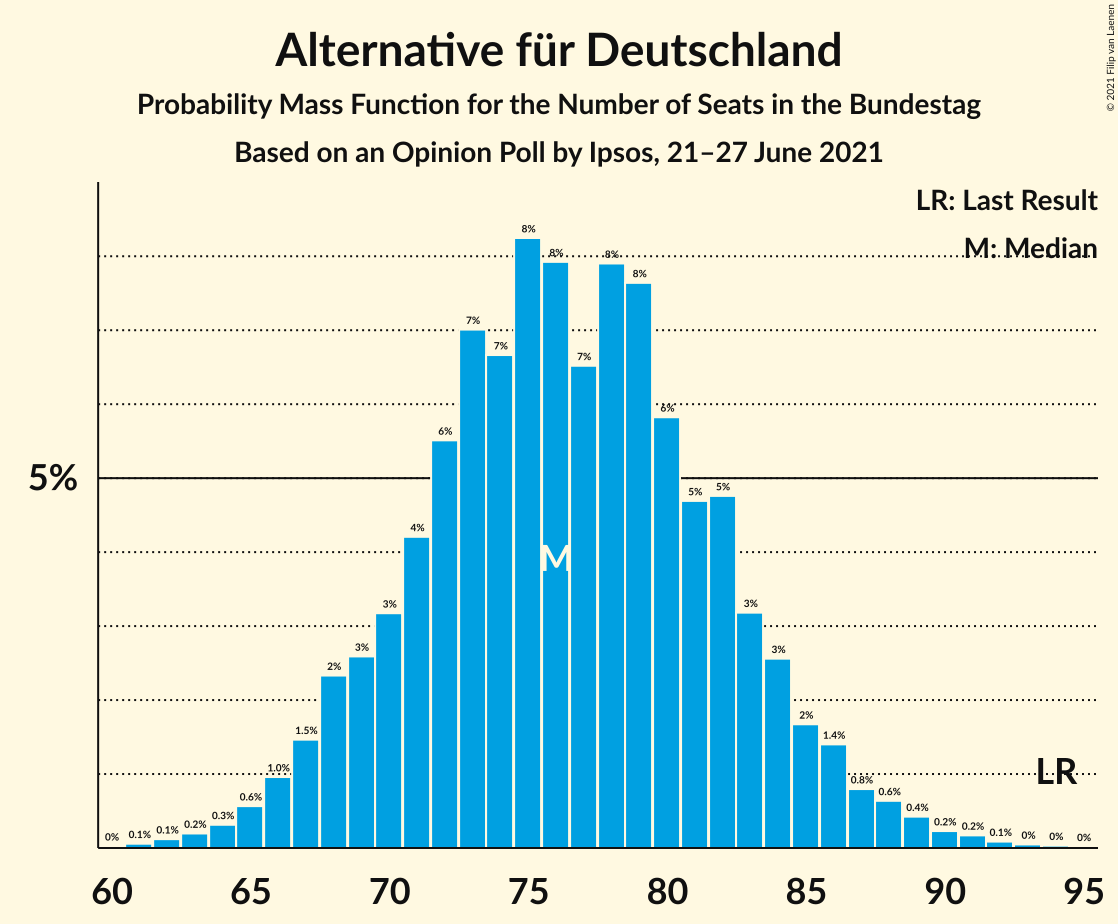 Alternative für Deutschland
Probability Mass Function for the Number of Seats in the Bundestag
Based on an Opinion Poll by Ipsos, 21–27 June 2021
© 2021 Filip van Laenen
LR: Last Result
M: Median
5%
0% 0.1% 0.1% 0.2% 0.3% 0.6% 1.0% 1.5% 2% 3% 3% 4% 6% 7% 7% 8% 8% 7% 8% 8% 6% 5% 5% 3% 3% 2% 1.4% 0.8% 0.6% 0.4% 0.2% 0.2% 0.1% 0% 0% 0%
M
LR
60 65 70 75 80 85 90 95